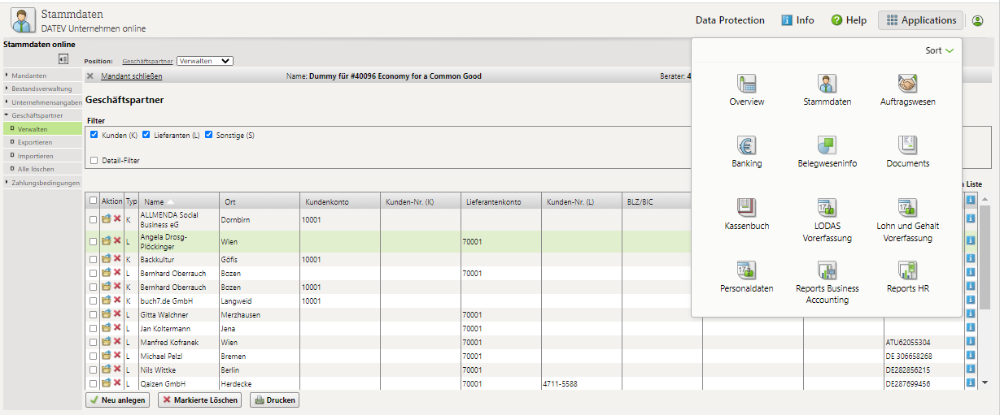 Stammdaten
DATEV Unternehmen online
Data Protection
Info
Help
Applications
Stammdaten online
Position: Geschäftspartner Verwalten
Mandanten
Bestandsverwaltung
Unternehmensangaben
Geschäftspartner
Verwalten
Exportieren
Importieren
Alle löschen
Zahlungsbedingungen
Mandant schließen Name: Dummy für #40096 Economy for a Common Good Berater: 4
Geschäftspartner
Filter
Kunden (K) Lieferanten (L) Sonstige (S)
Detail-Filter
n Liste
Aktion Typ Name Ort Kundenkonto Kunden-Nr. (K) Lieferantenkonto Kunden-Nr. (L) BLZ/BIC
K ALLMENDA Social Business eG Dornbirn 10001
L Angela Drosg-Plöckinger Wien 70001
K Backkultur Göfis 10001
L Bernhard Oberrauch Bozen 70001
K Bernhard Oberrauch Bozen 10001
K buch7.de GmbH Langweid 10001
L Gitta Walchner Merzhausen 70001
L Jan Koltermann Jena 70001
L Manfred Kofranek Wien 70001 ATU62055304
L Michael Pelzl Bremen 70001 DE 306658268
L Nils Wittke Berlin 70001 DE282856215
L Qaizen GmbH Herdecke 70001 4711-5588 DE287699456
Neu anlegen Markierte Löschen Drucken
Sort
Overview Stammdaten Auftragswesen
Banking Belegweseninfo Documents
Kassenbuch LODAS Vorerfassung Lohn und Gehalt Vorerfassung
Personaldaten Reports Business Accounting Reports HR